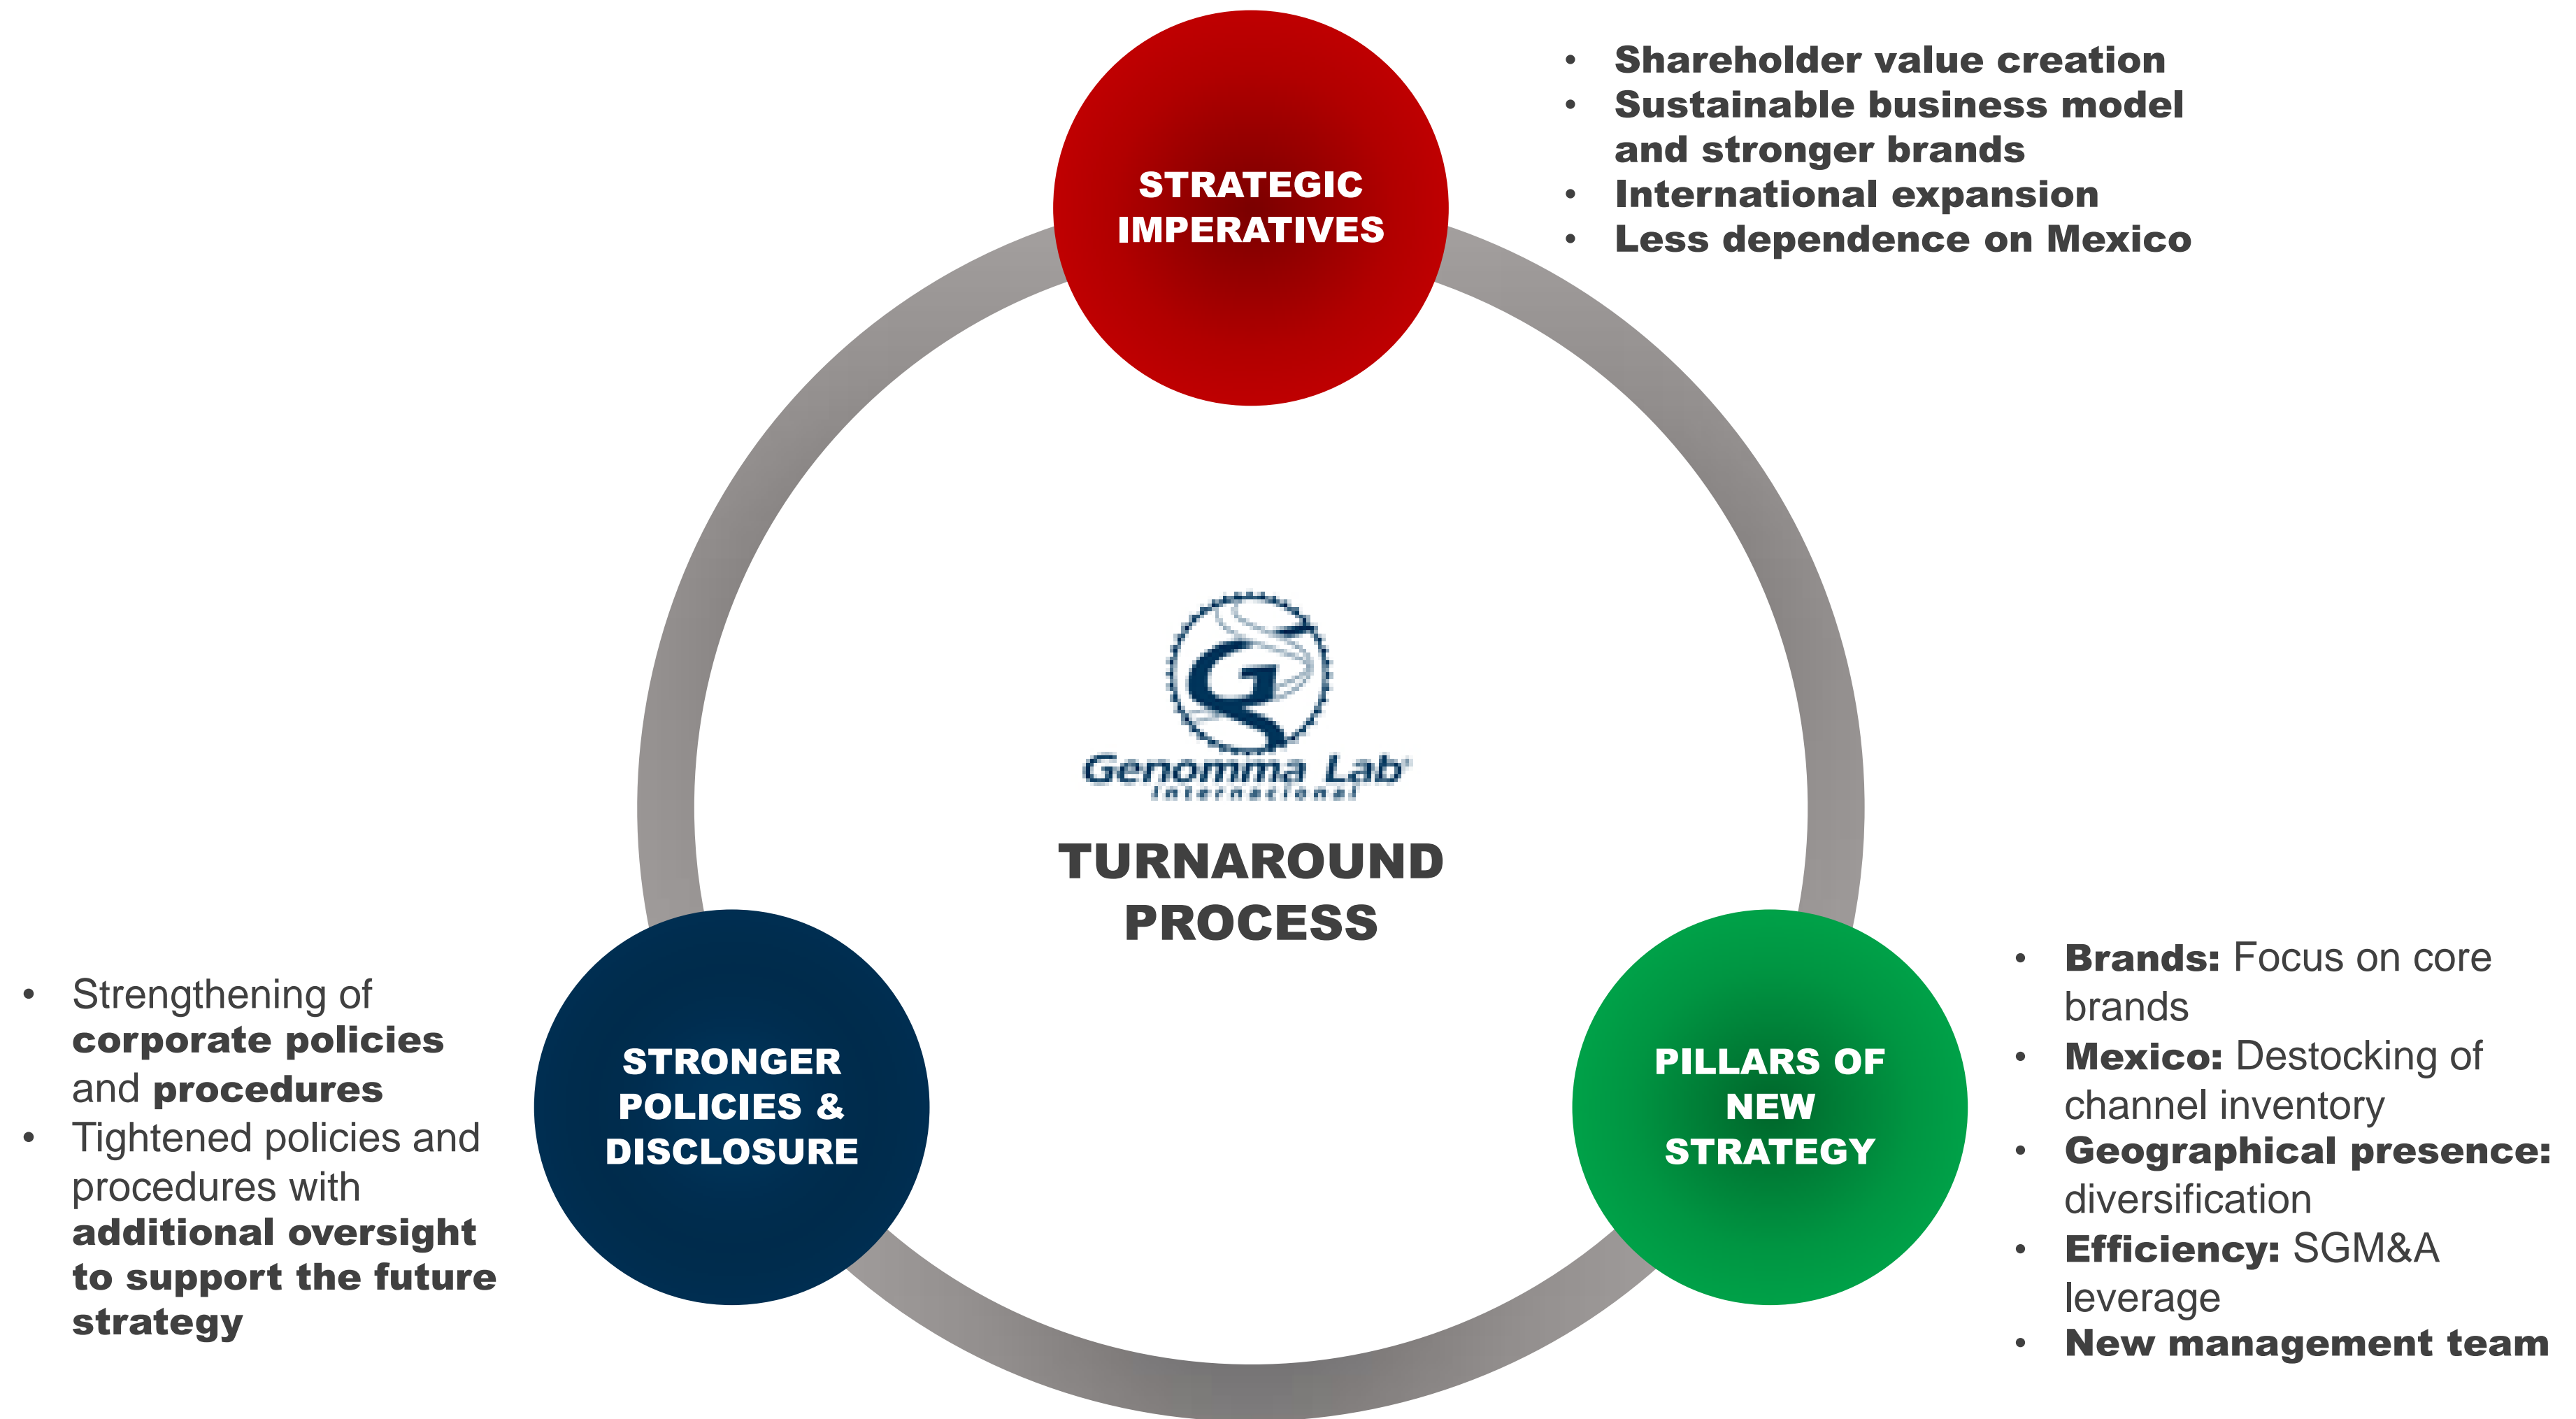 STRATEGIC
IMPERATIVES
• Shareholder value creation
• Sustainable business model
and stronger brands
• International expansion
• Less dependence on Mexico
Genomma Lab®
Internacional
TURNAROUND
PROCESS
• Strengthening of
corporate policies
and procedures
• Tightened policies and
procedures with
additional oversight
to support the future
strategy
STRONGER
POLICIES &
DISCLOSURE
PILLARS OF
NEW
STRATEGY
• Brands: Focus on core
brands
• Mexico: Destocking of
channel inventory
• Geographical presence:
diversification
• Efficiency: SGM&A
leverage
• New management team